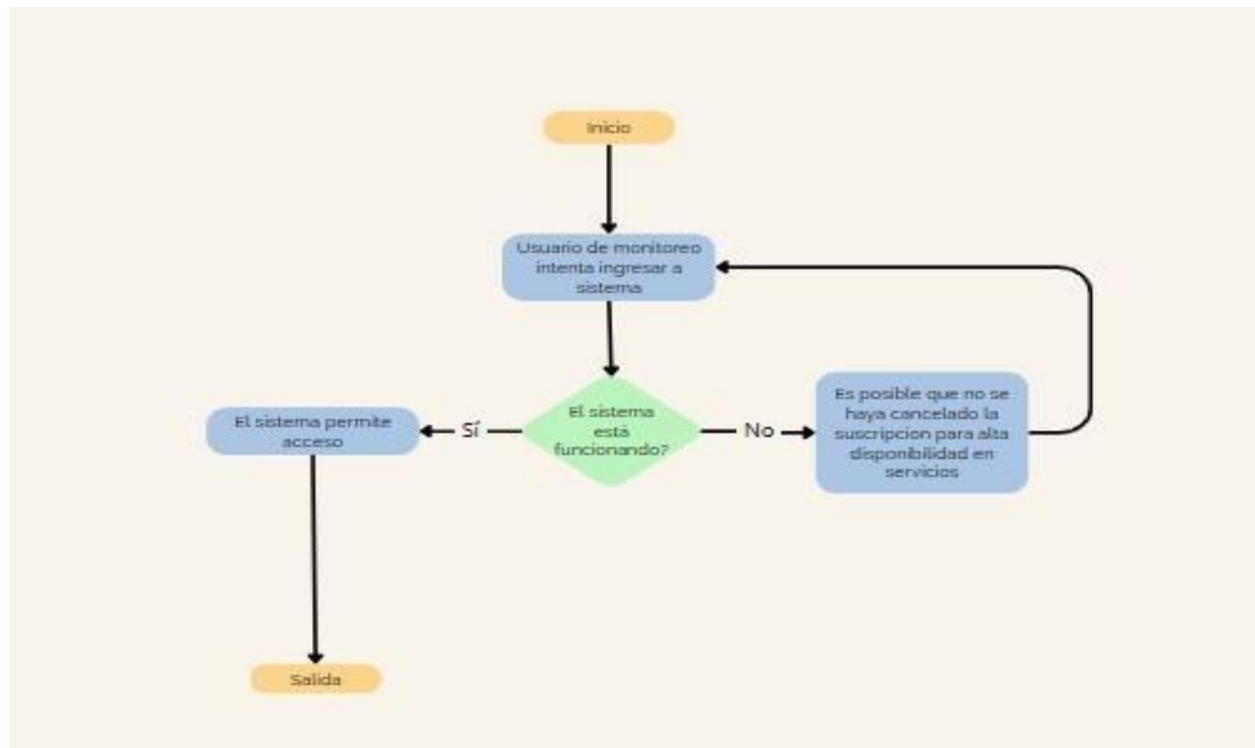 Inicio
Usuario de monitoreo
intenta ingresar a
sistema
El sistema
está
funcionando?
Sí
No
El sistema permite
acceso
Es posible que no se
haya cancelado la
suscripcion para alta
disponibilidad en
servicios
Salida